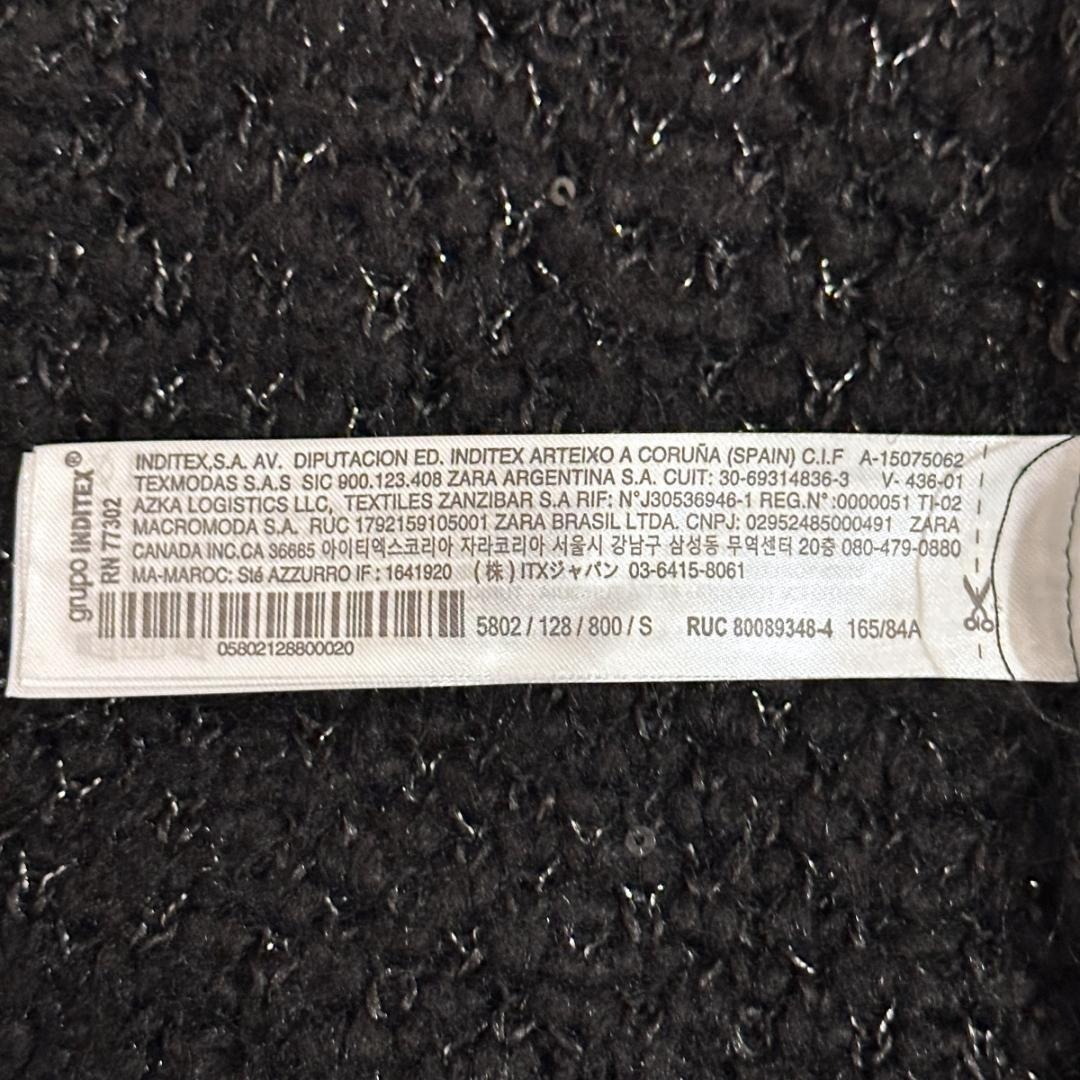 grupo INDITEX®
RN 77302
INDITEX,S.A. AV. DIPUTACION ED. INDITEX ARTEIXO A CORUÑA (SPAIN) C.I.F A-15075062
TEXMODAS S.A.S SIC 900.123.408 ZARA ARGENTINA S.A. CUIT: 30-69314836-3 V- 436-01
AZKA LOGISTICS LLC, TEXTILES ZANZIBAR S.A RIF: N°J30536946-1 REG.N° :0000051 TI-02
MACROMODA S.A. RUC 1792159105001 ZARA BRASIL LTDA. CNPJ: 02952485000491 ZARA
CANADA INC.CA 36685 아이티엑스코리아 자라코리아 서울시 강남구 삼성동 무역센터 20층 080-479-0880
MA-MAROC: Sté AZZURRO IF : 1641920 (株) ITXジャパン 03-6415-8061
5802 / 128 / 800 / S RUC 80089348-4 165/84A
05802128800020